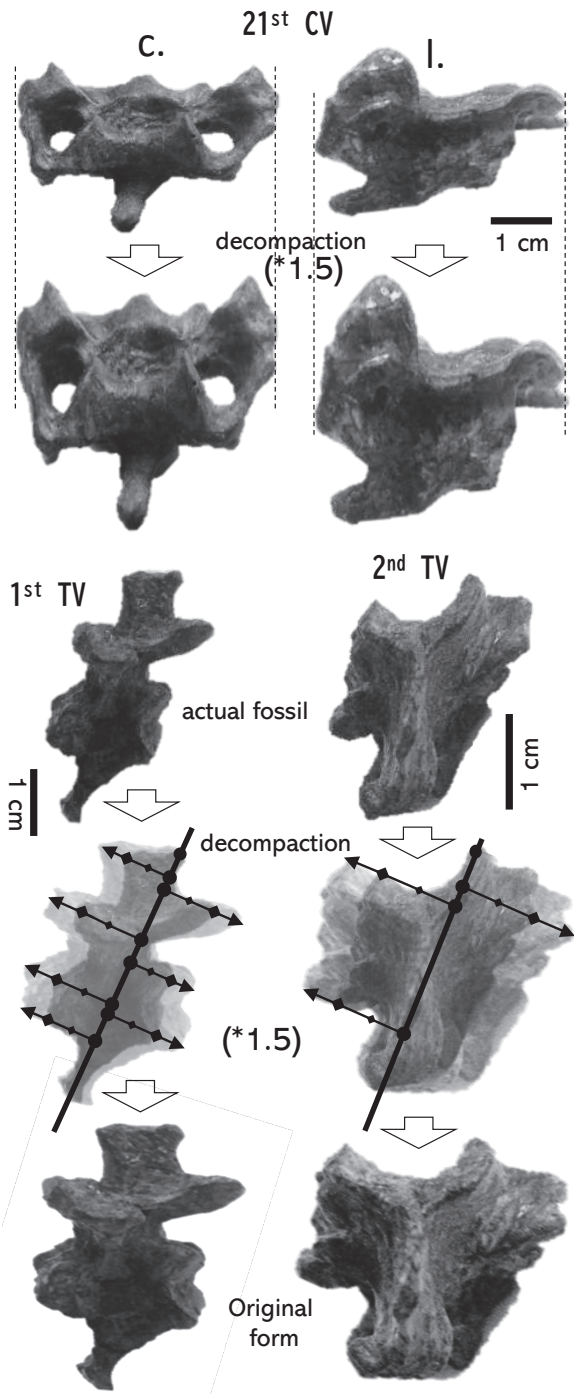 21st CV
c.
l.
1 cm
decompaction
(*1.5)
1st TV
2nd TV
actual fossil
1 cm
1 cm
decompaction
(*1.5)
Original
form